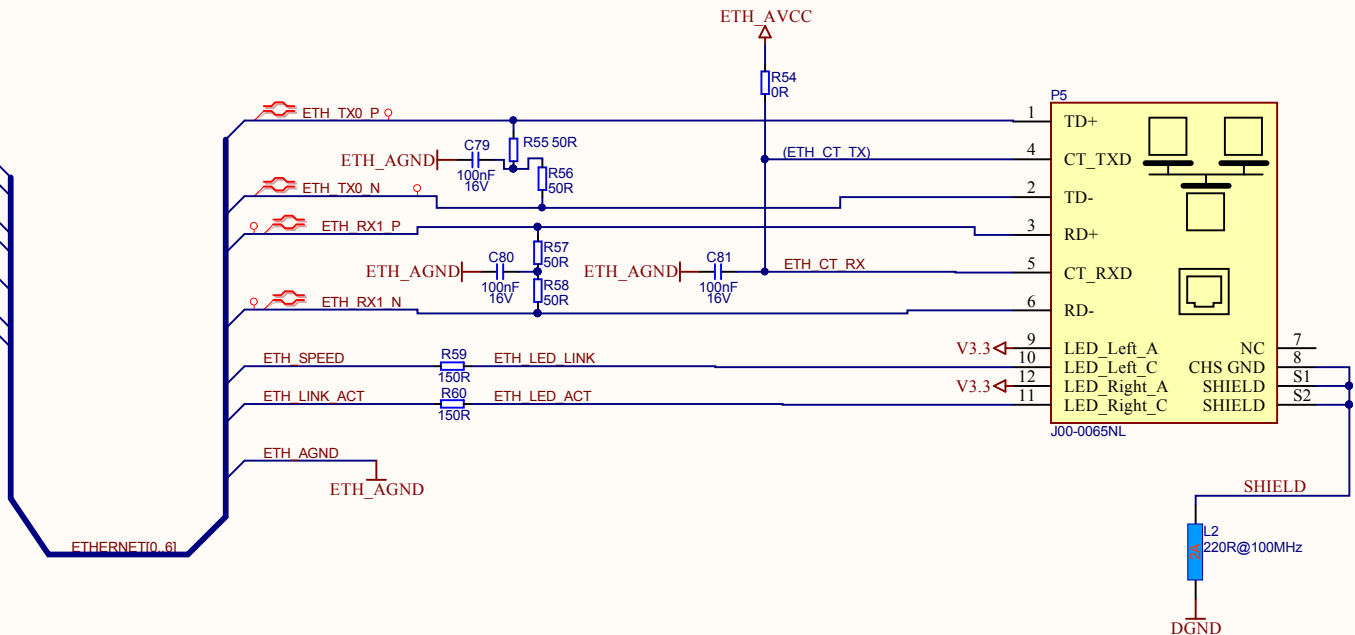 ETH_AVCC
R54
0R
P5
ETH_TX0_P
1
TD+
C79
R55 50R
ETH_AGND
(ETH_CT_TX)
4
CT_TXD
100nF
16V
R56
50R
ETH_TX0_N
2
TD-
ETH_RX1_P
3
RD+
C80
R57
50R
C81
ETH_AGND
ETH_AGND
ETH_CT_RX
5
CT_RXD
100nF
16V
R58
50R
100nF
16V
ETH_RX1_N
6
RD-
V3.3
9
LED_Left_A
NC
7
ETH_SPEED
R59
150R
ETH_LED_LINK
10
LED_Left_C
CHS GND
8
V3.3
12
LED_Right_A
SHIELD
S1
ETH_LINK_ACT
R60
150R
ETH_LED_ACT
11
LED_Right_C
SHIELD
S2
J00-0065NL
ETH_AGND
ETH_AGND
SHIELD
ETHERNET[0..6]
L2
2A
220R@100MHz
DGND